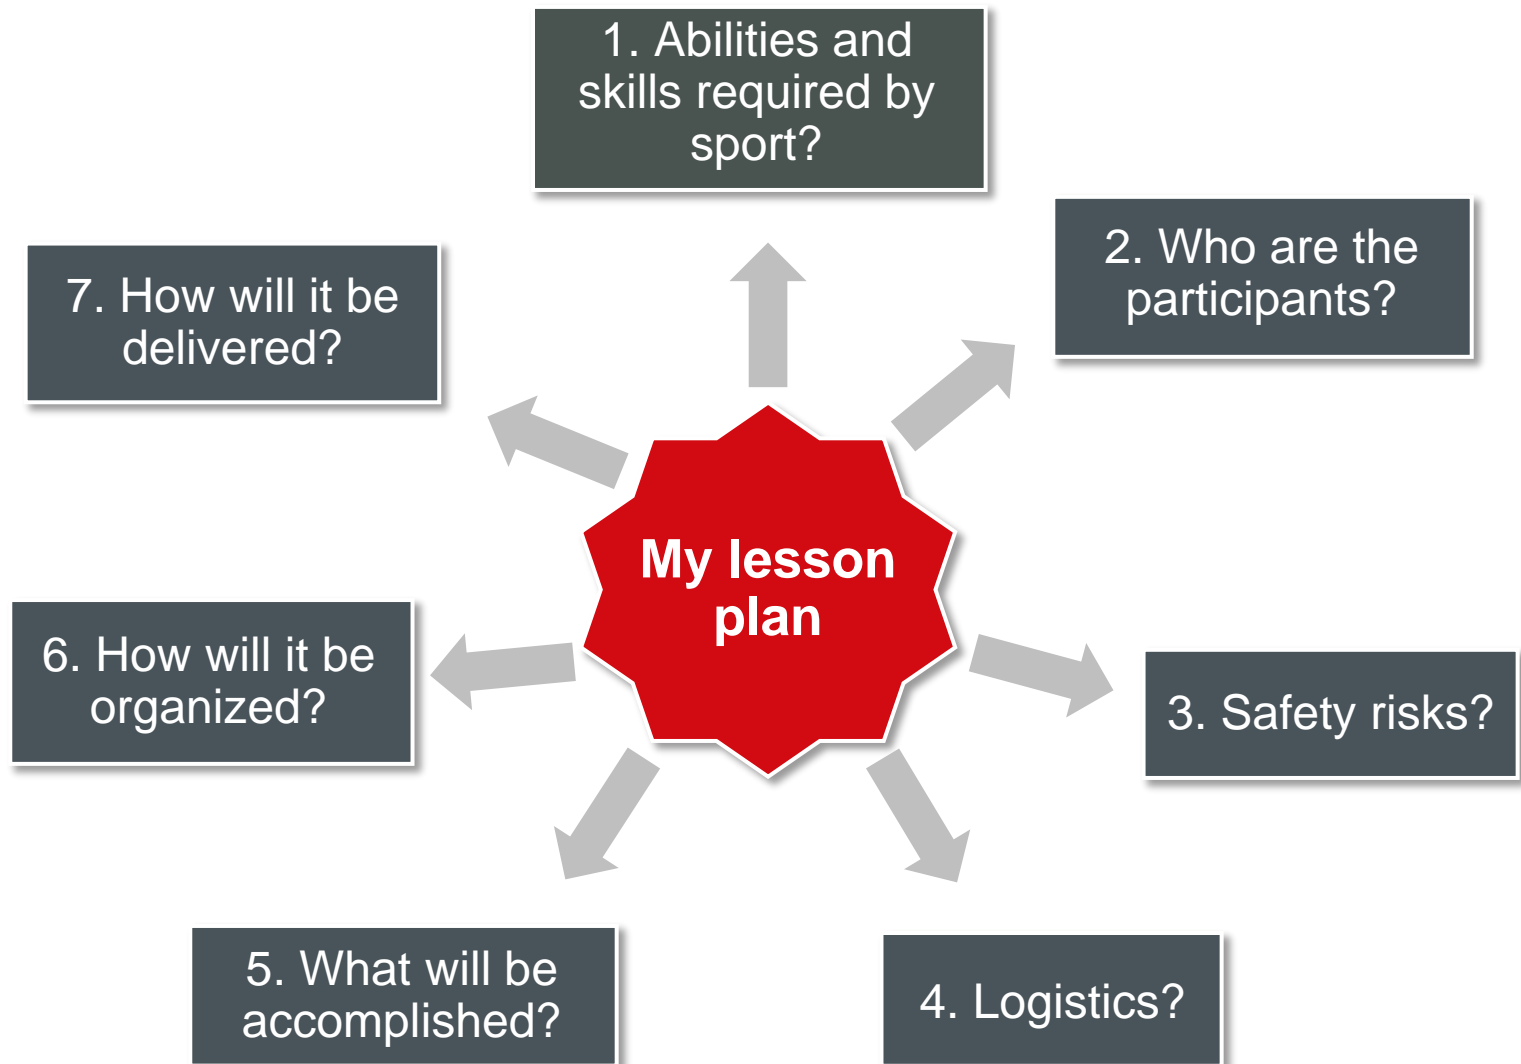 1. Abilities and
skills required by
sport?
2. Who are the
participants?
7. How will it be
delivered?
My lesson
plan
6. How will it be
organized?
3. Safety risks?
5. What will be
accomplished?
4. Logistics?